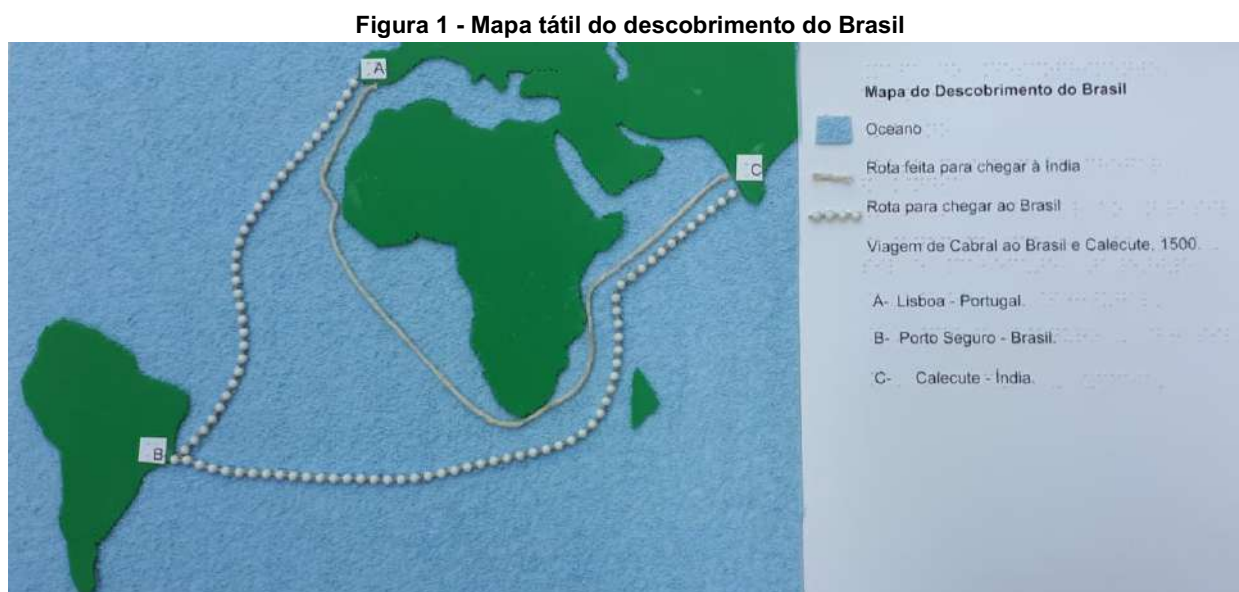 Figura 1 - Mapa tátil do descobrimento do Brasil
A
C
B
Mapa do Descobrimento do Brasil
Oceano
Rota feita para chegar à Índia
Rota para chegar ao Brasil
Viagem de Cabral ao Brasil e Calecute, 1500.
A- Lisboa - Portugal.
B- Porto Seguro - Brasil.
C- Calecute - Índia.